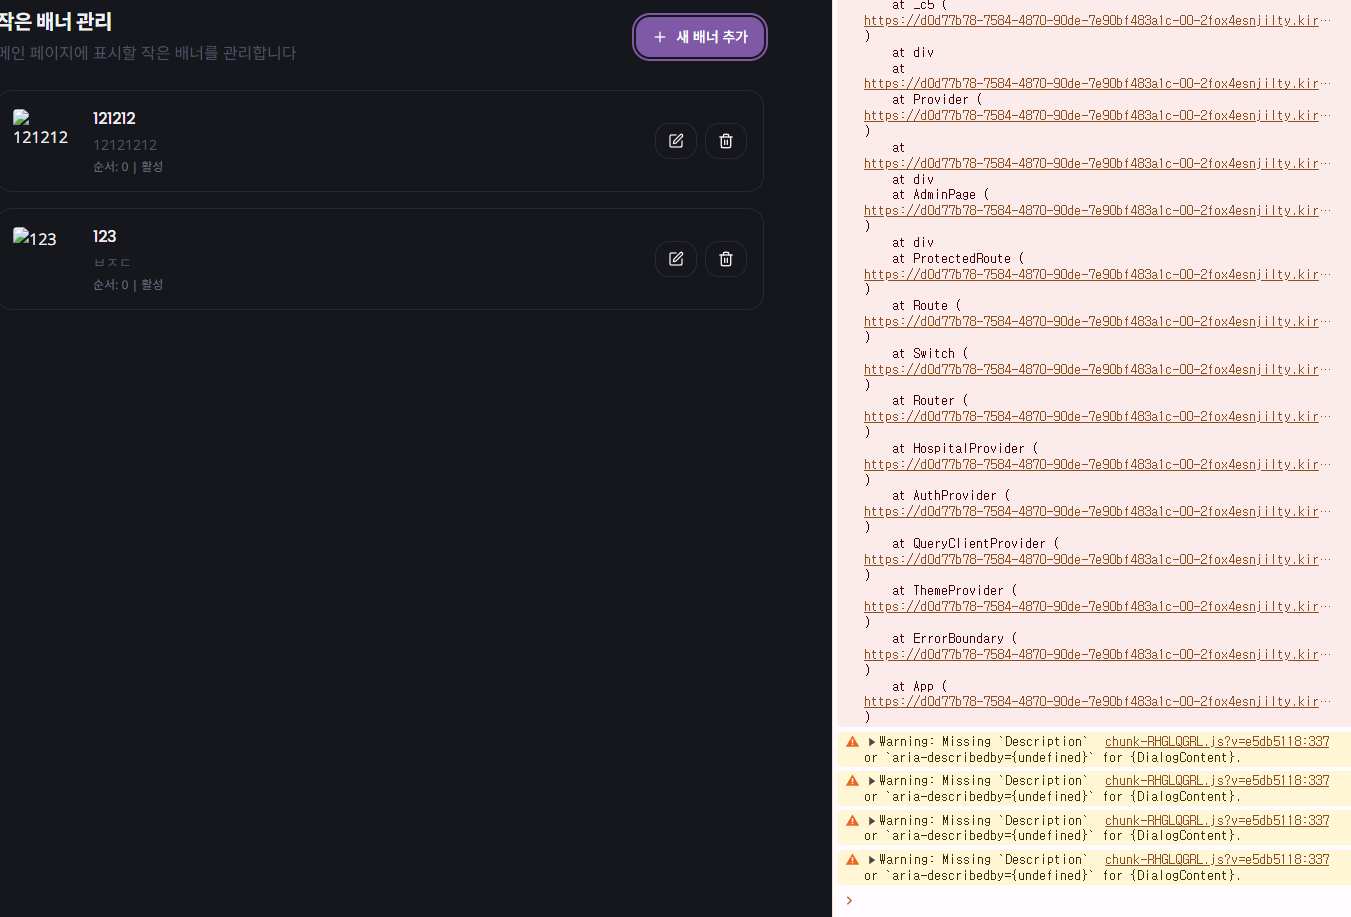 작은 배너 관리
메인 페이지에 표시할 작은 배너를 관리합니다
+ 새 배너 추가
121212
121212
12121212
순서: 0 | 활성
123
123
ㅂㅈㄷ
순서: 0 | 활성
at _c5 (
https://d0d77b78-7584-4870-90de-7e90bf483a1c-00-2fox4esnjilty.kir…
)
at div
at
https://d0d77b78-7584-4870-90de-7e90bf483a1c-00-2fox4esnjilty.kir…
at Provider (
https://d0d77b78-7584-4870-90de-7e90bf483a1c-00-2fox4esnjilty.kir…
)
at
https://d0d77b78-7584-4870-90de-7e90bf483a1c-00-2fox4esnjilty.kir…
at div
at AdminPage (
https://d0d77b78-7584-4870-90de-7e90bf483a1c-00-2fox4esnjilty.kir…
)
at div
at ProtectedRoute (
https://d0d77b78-7584-4870-90de-7e90bf483a1c-00-2fox4esnjilty.kir…
)
at Route (
https://d0d77b78-7584-4870-90de-7e90bf483a1c-00-2fox4esnjilty.kir…
)
at Switch (
https://d0d77b78-7584-4870-90de-7e90bf483a1c-00-2fox4esnjilty.kir…
)
at Router (
https://d0d77b78-7584-4870-90de-7e90bf483a1c-00-2fox4esnjilty.kir…
)
at HospitalProvider (
https://d0d77b78-7584-4870-90de-7e90bf483a1c-00-2fox4esnjilty.kir…
)
at AuthProvider (
https://d0d77b78-7584-4870-90de-7e90bf483a1c-00-2fox4esnjilty.kir…
)
at QueryClientProvider (
https://d0d77b78-7584-4870-90de-7e90bf483a1c-00-2fox4esnjilty.kir…
)
at ThemeProvider (
https://d0d77b78-7584-4870-90de-7e90bf483a1c-00-2fox4esnjilty.kir…
)
at ErrorBoundary (
https://d0d77b78-7584-4870-90de-7e90bf483a1c-00-2fox4esnjilty.kir…
)
at App (
https://d0d77b78-7584-4870-90de-7e90bf483a1c-00-2fox4esnjilty.kir…
)
Warning: Missing `Description` chunk-RHGLQGRL.js?v=e5db5118:337
or `aria-describedby={undefined}` for {DialogContent}.
Warning: Missing `Description` chunk-RHGLQGRL.js?v=e5db5118:337
or `aria-describedby={undefined}` for {DialogContent}.
Warning: Missing `Description` chunk-RHGLQGRL.js?v=e5db5118:337
or `aria-describedby={undefined}` for {DialogContent}.
Warning: Missing `Description` chunk-RHGLQGRL.js?v=e5db5118:337
or `aria-describedby={undefined}` for {DialogContent}.